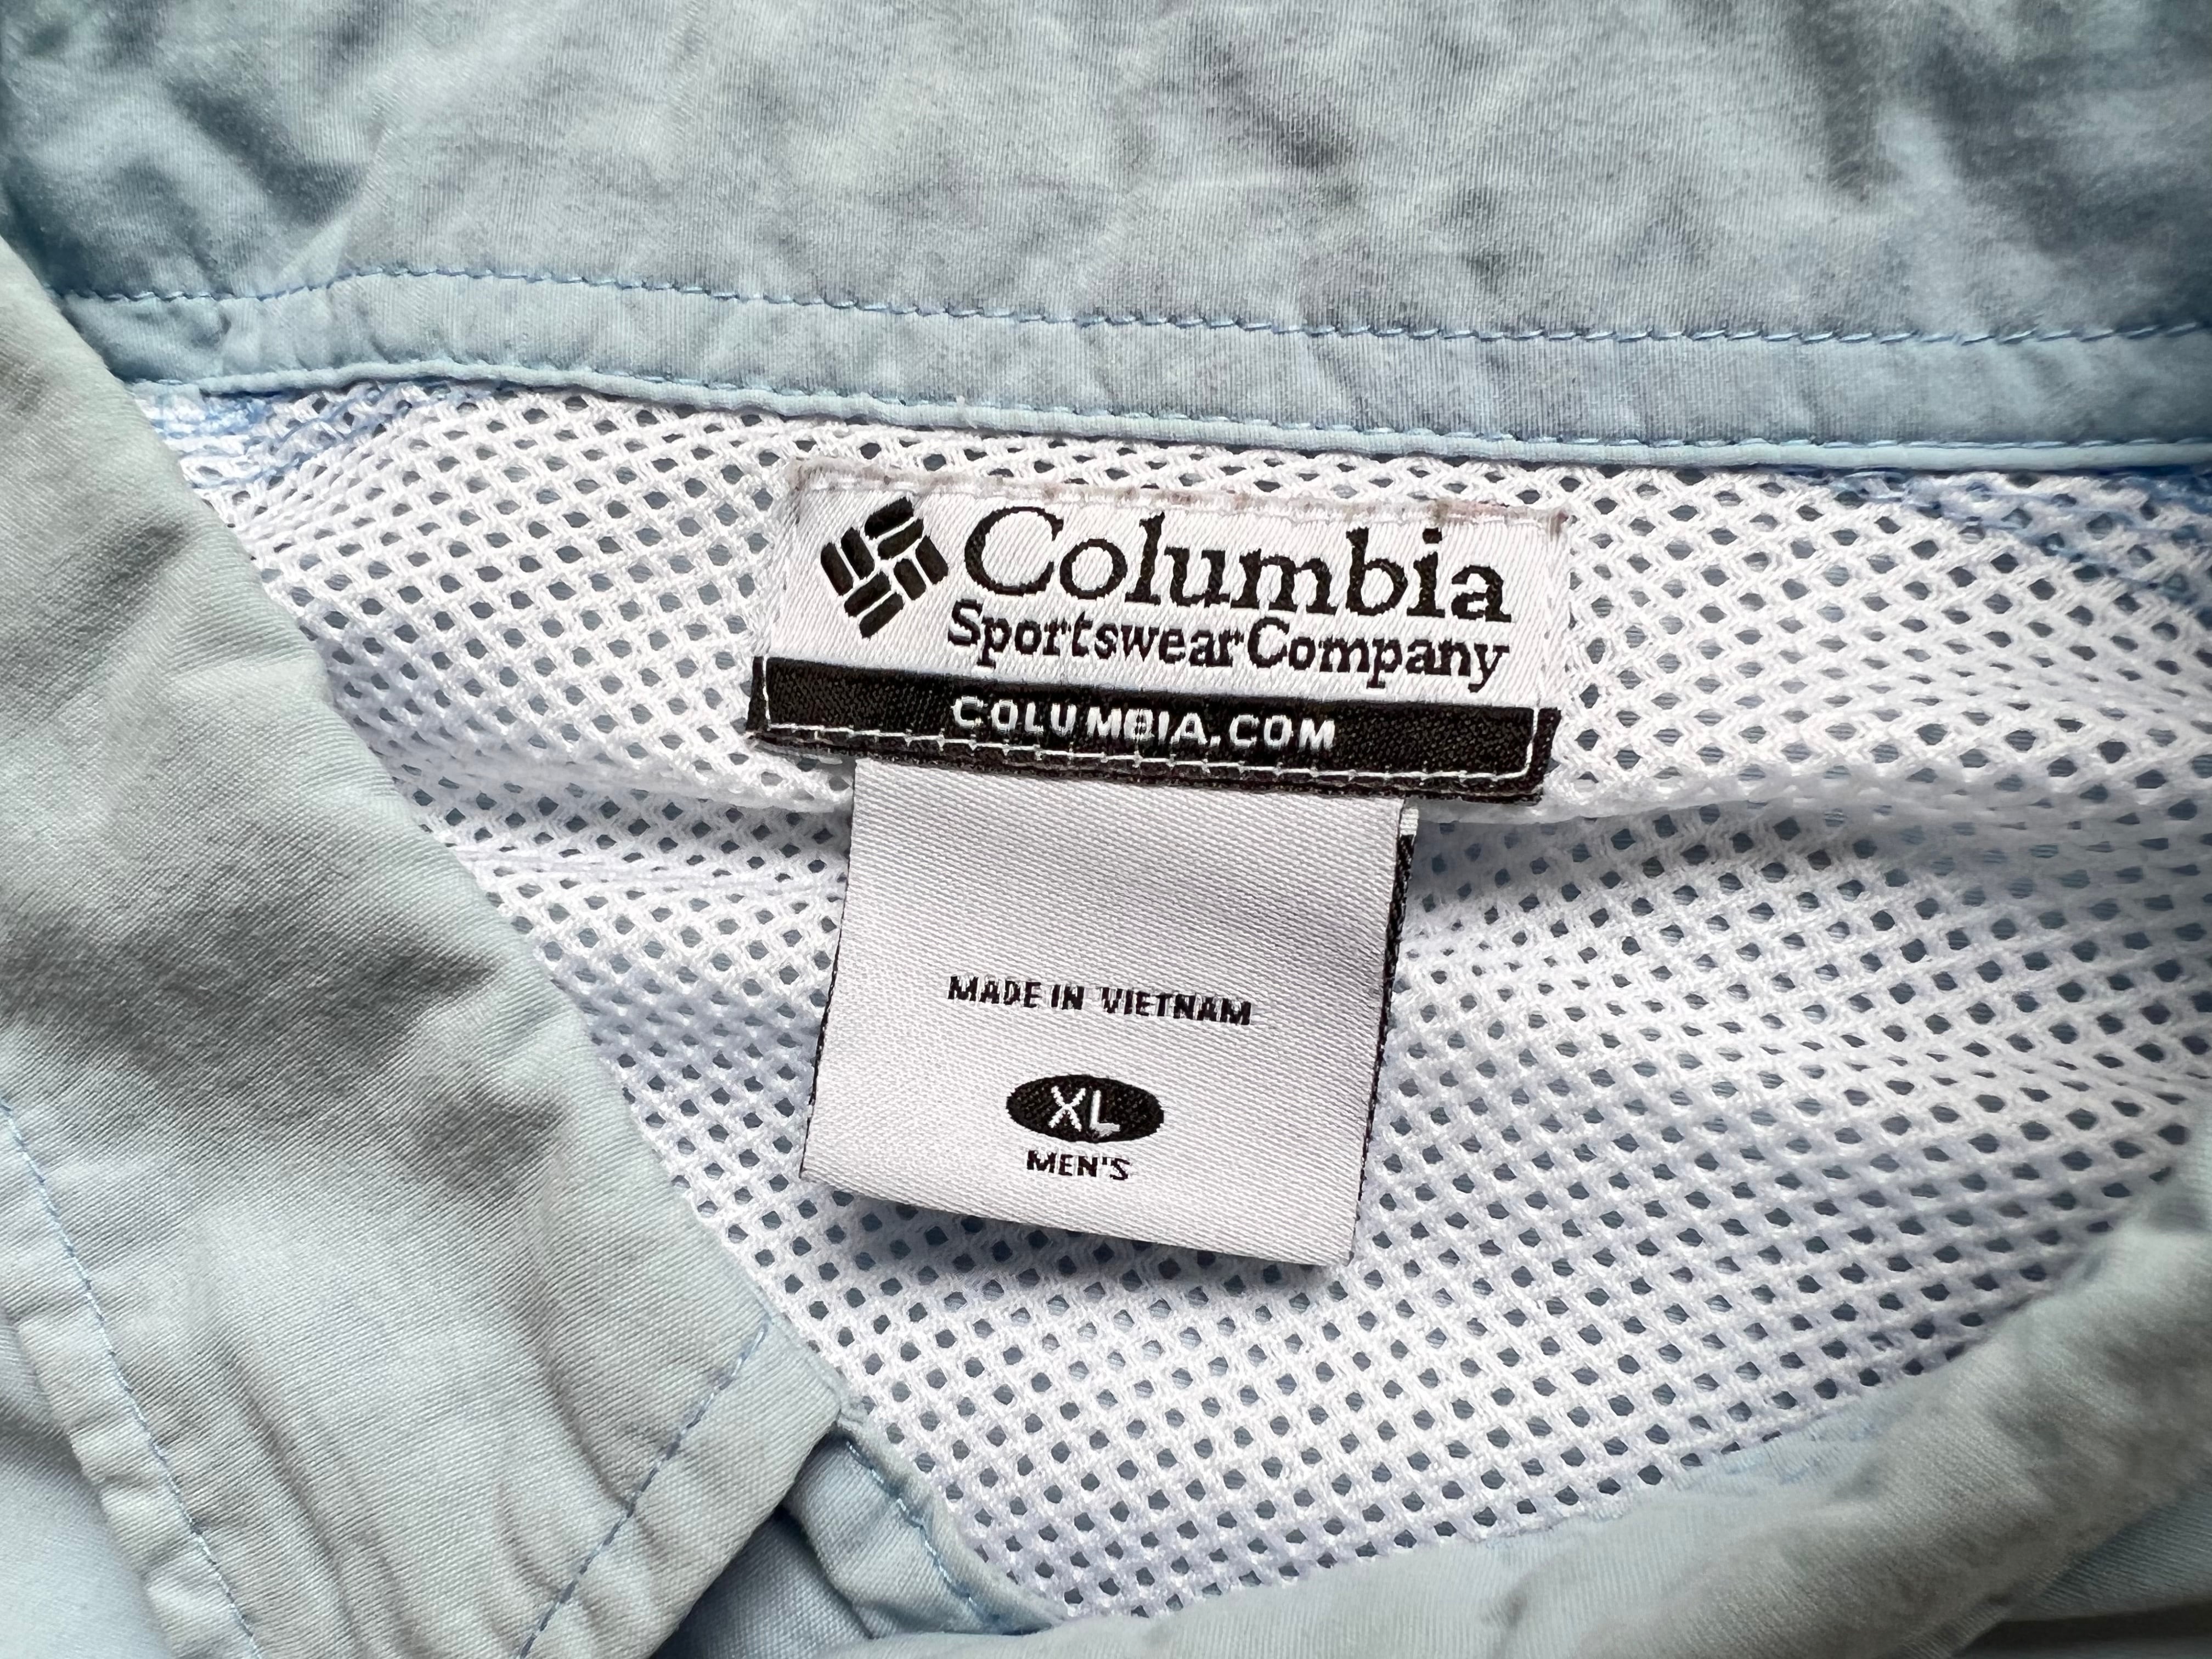 Columbia
Sportswear Company
COLUMBIA.COM
MADE IN VIETNAM
XL
MEN'S